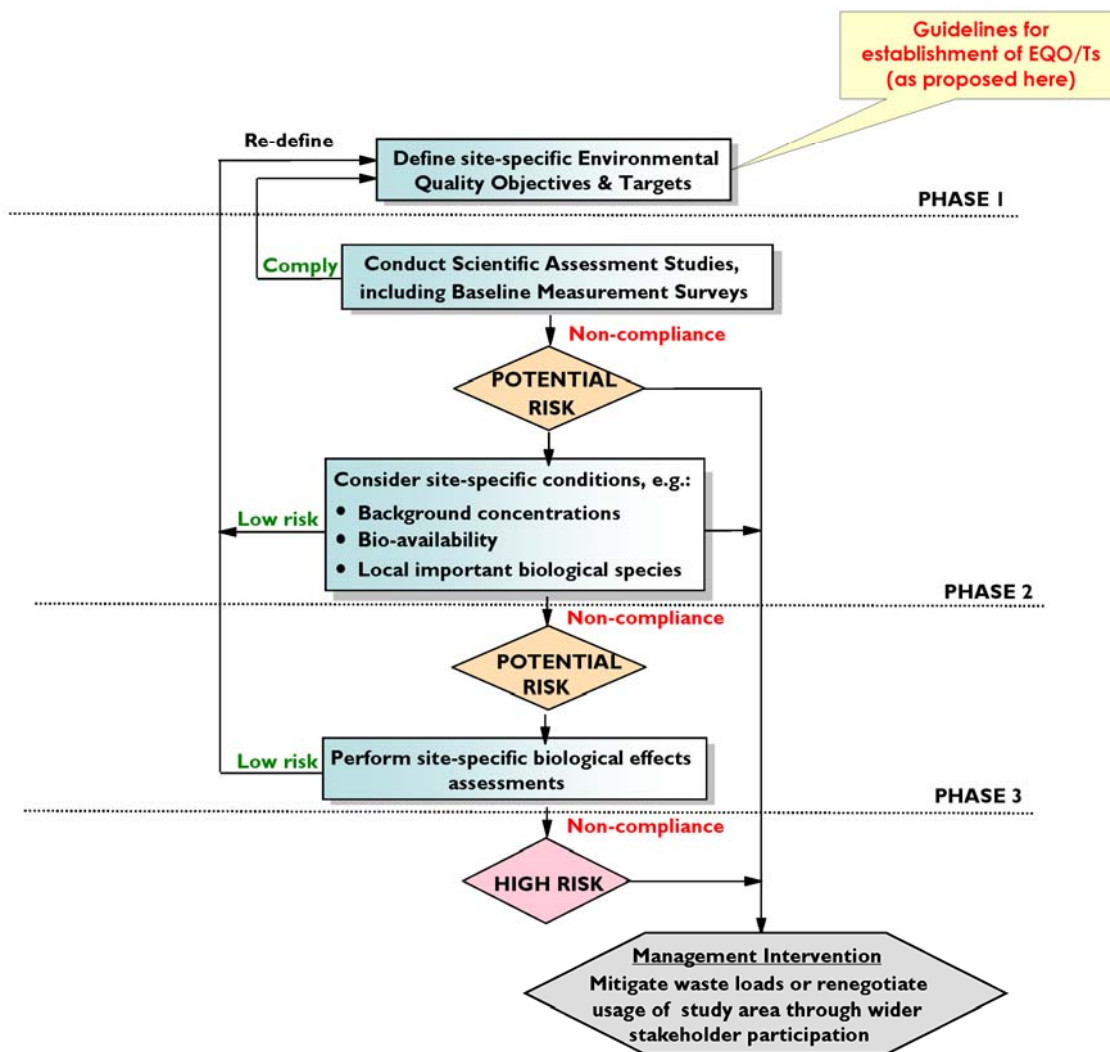 Guidelines for
establishment of EQO/Ts
(as proposed here)
Re-define
Define site-specific Environmental
Quality Objectives & Targets
PHASE 1
Comply
Conduct Scientific Assessment Studies,
including Baseline Measurement Surveys
Non-compliance
POTENTIAL
RISK
Consider site-specific conditions, e.g.:
• Background concentrations
Low risk
• Bio-availability
• Local important biological species
PHASE 2
Non-compliance
POTENTIAL
RISK
Low risk
Perform site-specific biological effects
assessments
PHASE 3
Non-compliance
HIGH RISK
Management Intervention
Mitigate waste loads or renegotiate
usage of study area through wider
stakeholder participation